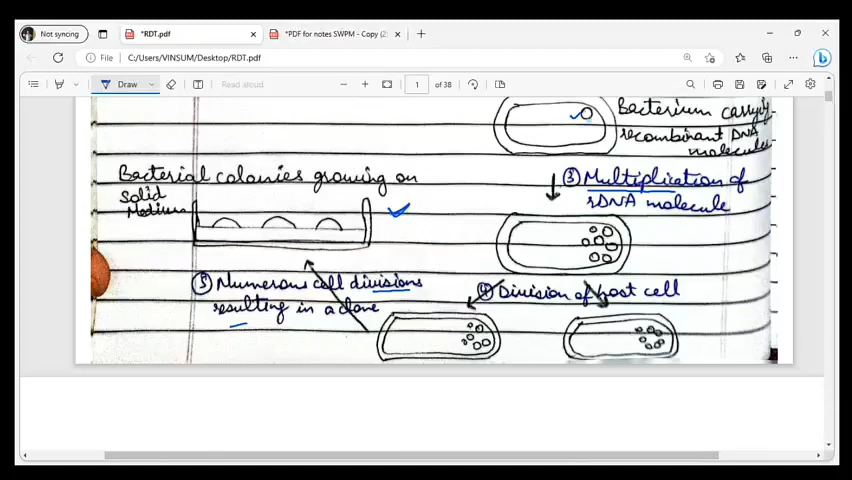 Not syncing
*RDT.pdf
*PDF for notes SWPM - Copy (2
File
C:/Users/VINSUM/Desktop/RDT.pdf
Draw
Read aloud
1
of 38
Bacterium carrying
recombinant DNA
molecules
Bacterial colonies growing on
Solid
Medium
③ Multiplication of
rDNA molecule
⑤ Numerous cell divisions
resulting in a clone
④ Division of host cell